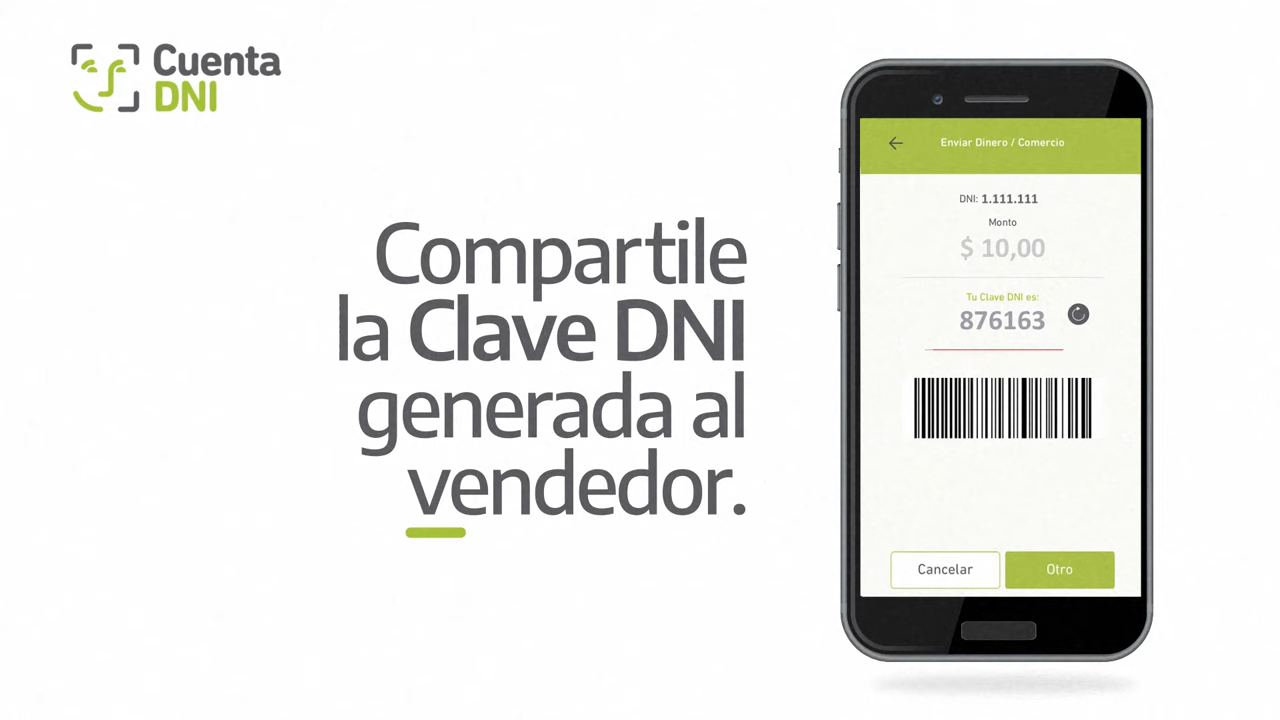 Cuenta
DNI
Compartile
la Clave DNI
generada al
vendedor.
Enviar Dinero / Comercio
DNI: 1.111.111
Monto
$ 10,00
Tu Clave DNI es:
876163
Cancelar
Otro